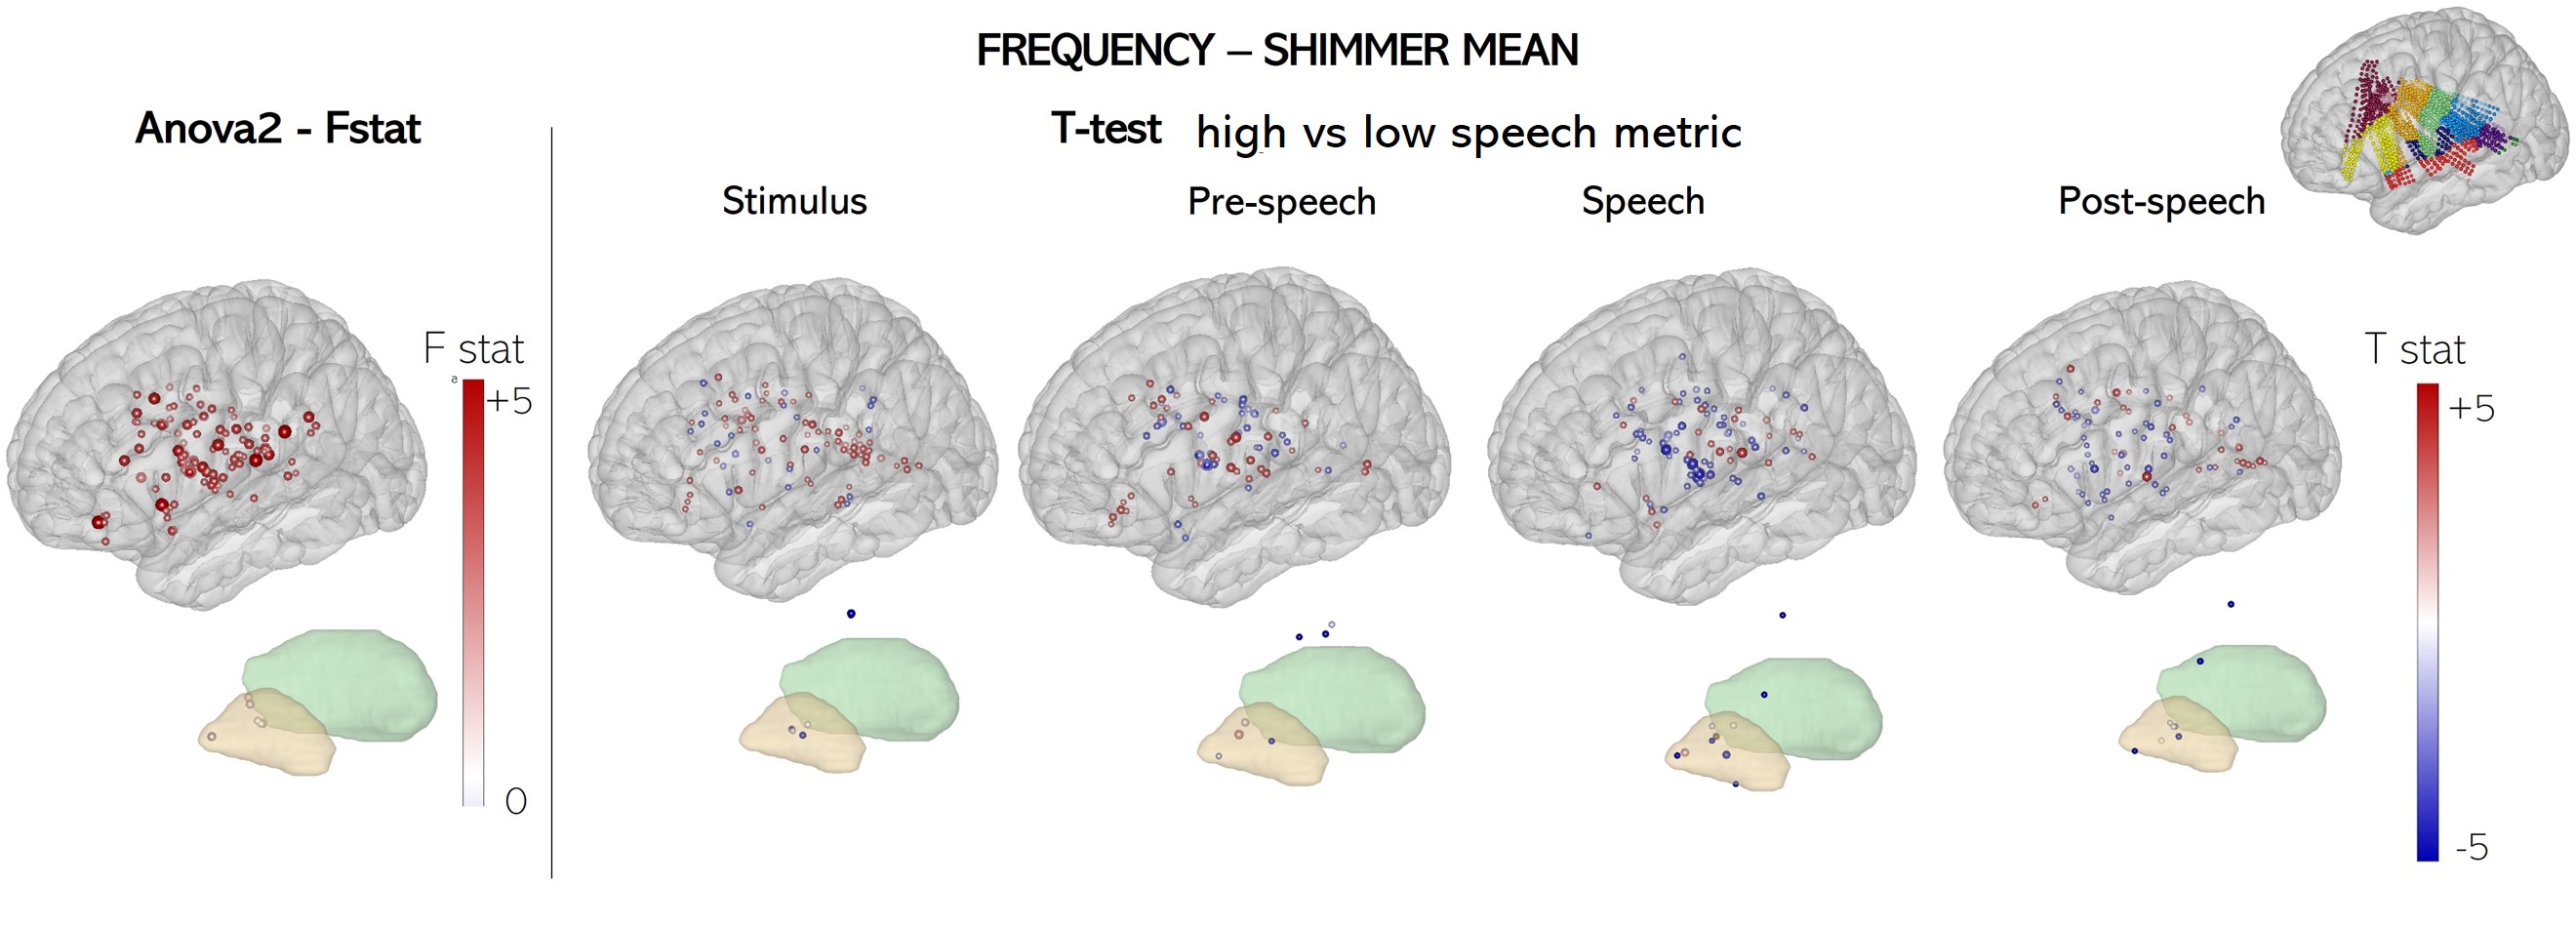 FREQUENCY – SHIMMER MEAN
Anova2 - Fstat
T-test high vs low speech metric
Stimulus
Pre-speech
Speech
Post-speech
F stat
a
+5
0
T stat
+5
-5